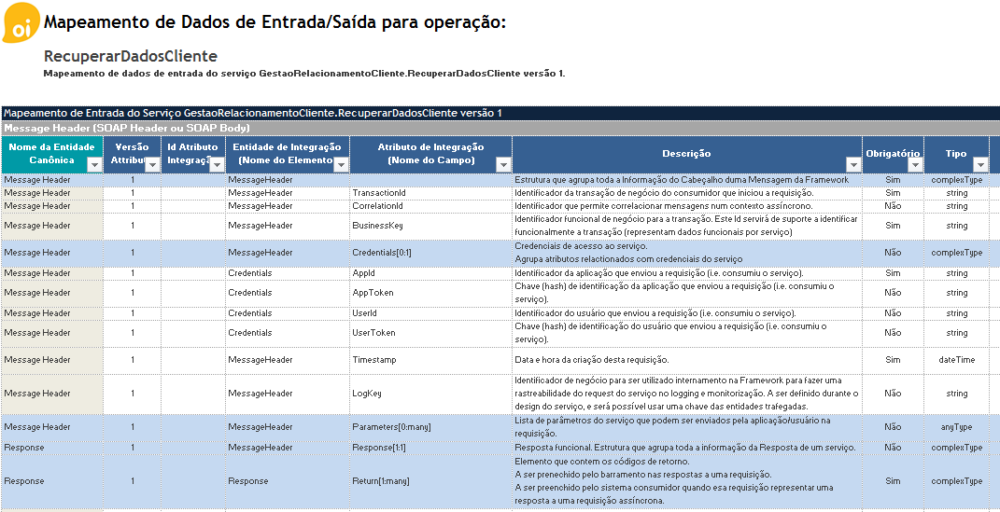 oi
Mapeamento de Dados de Entrada/Saída para operação:
RecuperarDadosCliente
Mapeamento de dados de entrada do serviço GestaoRelacionamentoCliente.RecuperarDadosCliente versão 1.
Mapeamento de Entrada do Serviço GestaoRelacionamentoCliente.RecuperarDadosCliente versão 1
Message Header (SOAP Header ou SOAP Body)
Nome da Entidade Canônica Versão Atribut Id Atributo Integraçã Entidade de Integração (Nome do Elemento Atributo de Integração (Nome do Campo) Descrição Obrigatório Tipo
Message Header 1 MessageHeader Estrutura que agrupa toda a Informação do Cabeçalho duma Mensagem da Framework Sim complexType
Message Header 1 MessageHeader TransactionId Identificador da transação de negócio do consumidor que iniciou a requisição. Sim string
Message Header 1 MessageHeader CorrelationId Identificador que permite correlacionar mensagens num contexto assíncrono. Não string
Message Header 1 MessageHeader BusinessKey Identificador funcional de negócio para a transação. Este Id servirá de suporte a identificar
funcionalmente a transação (representam dados funcionais por serviço) Sim string
Message Header 1 MessageHeader Credentials[0:1] Credenciais de acesso ao serviço.
Agrupa atributos relactionados com credenciais do serviço Não complexType
Message Header 1 Credentials AppId Identificador da aplicação que enviou a requisição (i.e. consumiu o serviço). Sim string
Message Header 1 Credentials AppToken Chave (hash) de identificação da aplicação que enviou a requisição (i.e. consumiu o
serviço). Não string
Message Header 1 Credentials UserId Identificador do usuário que enviou a requisição (i.e. consumiu o serviço). Não string
Message Header 1 Credentials UserToken Chave (hash) de identificação do usuário que enviou a requisição (i.e. consumiu o
serviço). Não string
Message Header 1 MessageHeader Timestamp Data e hora da criação desta requisição. Sim dateTime
Message Header 1 MessageHeader LogKey Identificador de negócio para ser utilizado internamento na Framework para fazer uma
rastreabilidade do request do serviço no logging e monitorização. A ser definido durante o
design do serviço, e será possível usar uma chave das entidades trafegadas. Não string
Message Header 1 MessageHeader Parameters[0:many] Lista de parámetros do serviço que podem ser enviados pela aplicação/usuário na
requisição. Não anyType
Response 1 MessageHeader Response[1:1] Resposta funcional. Estrutura que agrupa toda a informação da Resposta de um serviço. Não complexType
Response 1 Response Return[1:many] Elemento que contem os códigos de retorno.
A ser prenechido pelo barramento nas respostas a uma requisição.
A ser preenchido pelo sistema consumidor quando esa requisição representar uma
resposta a uma requisição assíncrona. Sim complexType